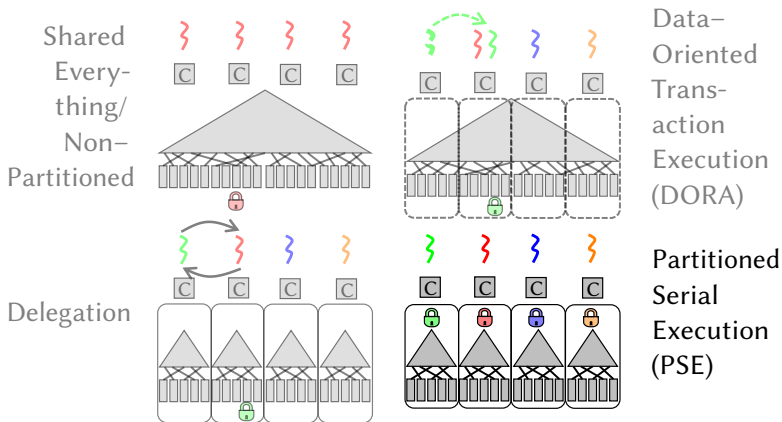 Shared
Every-
thing/
Non–
Partitioned
C C C C
Data–
Oriented
Trans-
action
Execution
(DORA)
C C C C
Delegation
C C C C
Partitioned
Serial
Execution
(PSE)
C C C C